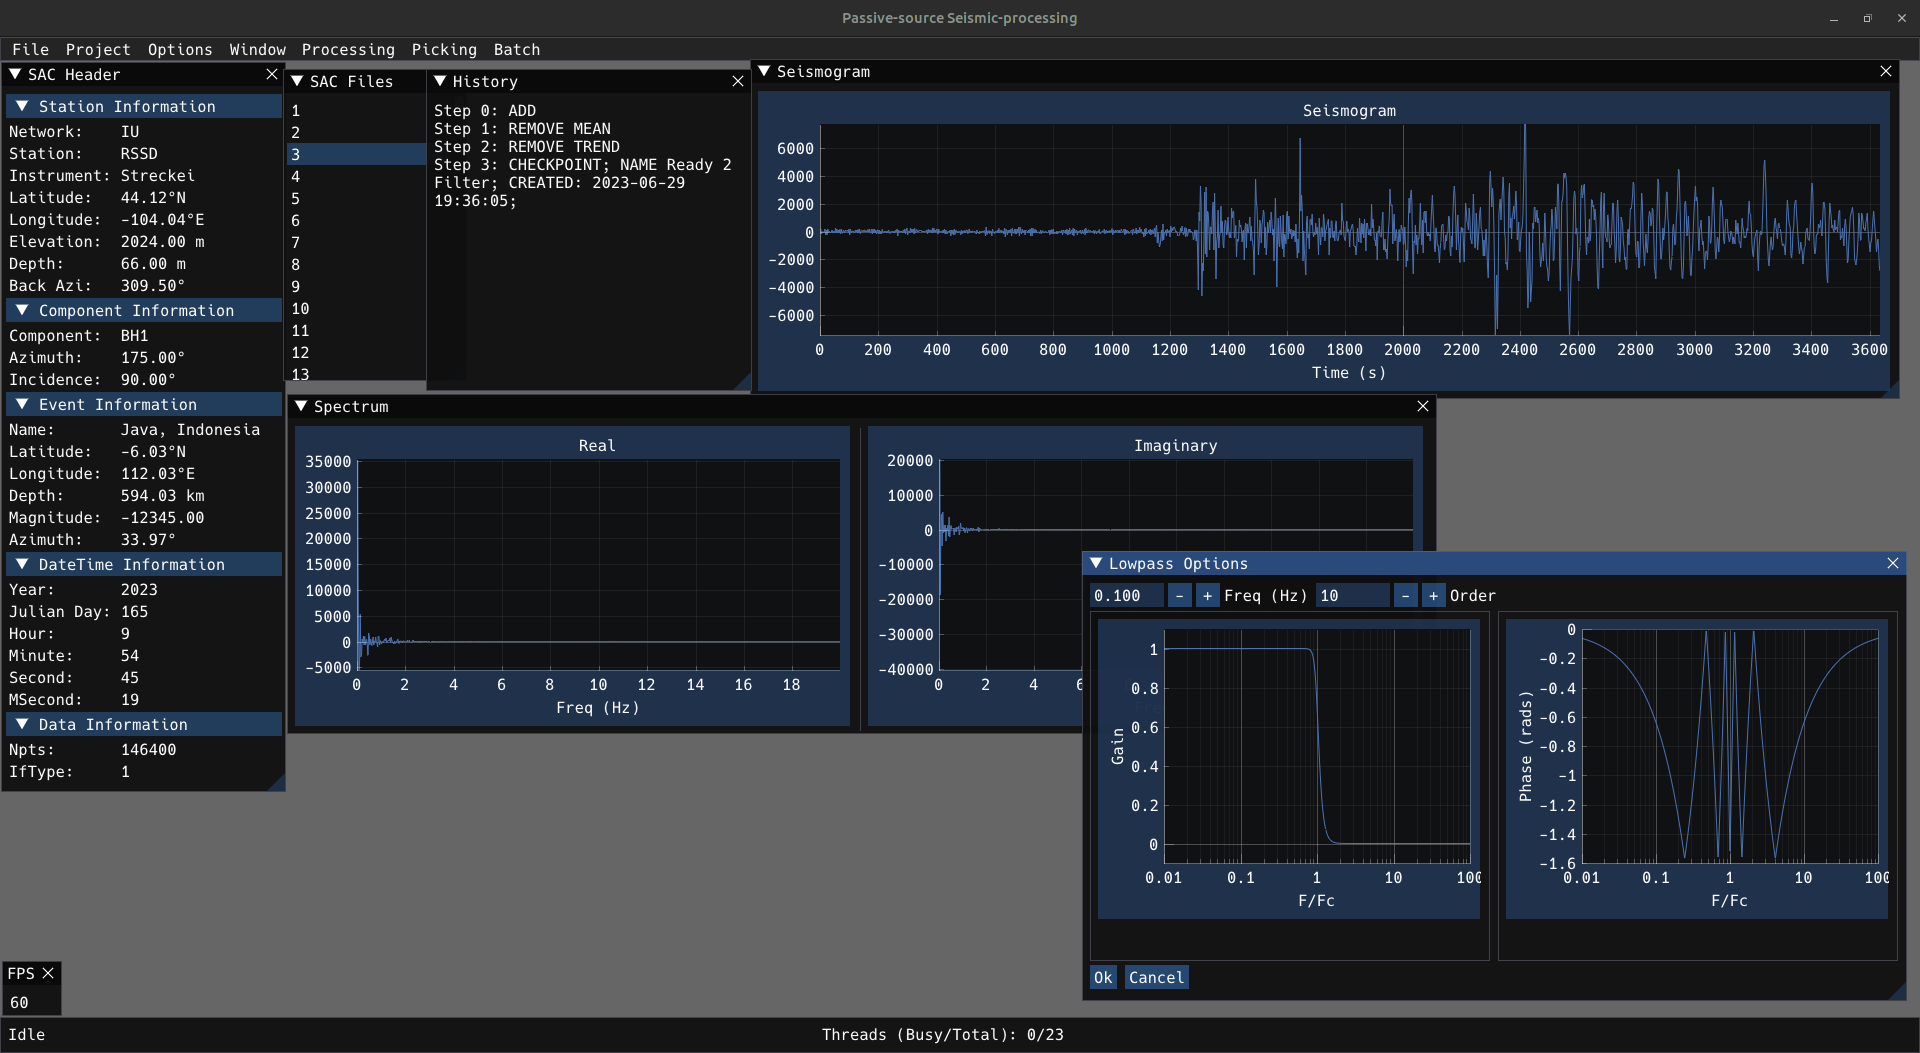 Passive-source Seismic-processing
File Project Options Window Processing Picking Batch
SAC Header
Station Information
Network: IU
Station: RSSD
Instrument: Streckei
Latitude: 44.12°N
Longitude: -104.04°E
Elevation: 2024.00 m
Depth: 66.00 m
Back Azi: 309.50°
Component Information
Component: BH1
Azimuth: 175.00°
Incidence: 90.00°
Event Information
Name: Java, Indonesia
Latitude: -6.03°N
Longitude: 112.03°E
Depth: 594.03 km
Magnitude: -12345.00
Azimuth: 33.97°
DateTime Information
Year: 2023
Julian Day: 165
Hour: 9
Minute: 54
Second: 45
MSecond: 19
Data Information
Npts: 146400
IfType: 1
SAC Files
1
2
3
4
5
6
7
8
9
10
11
12
13
History
Step 0: ADD
Step 1: REMOVE MEAN
Step 2: REMOVE TREND
Step 3: CHECKPOINT; NAME Ready 2
Filter; CREATED: 2023-06-29
19:36:05;
Seismogram
Seismogram
6000
4000
2000
0
-2000
-4000
-6000
0 200 400 600 800 1000 1200 1400 1600 1800 2000 2200 2400 2600 2800 3000 3200 3400 3600
Time (s)
Spectrum
Real
35000
30000
25000
20000
15000
10000
5000
0
-5000
0 2 4 6 8 10 12 14 16 18
Freq (Hz)
Imaginary
20000
10000
0
-10000
-20000
-30000
-40000
0 2 4 6
Lowpass Options
0.100 - + Freq (Hz) 10 - + Order
1
0.8
0.6
0.4
0.2
0
Gain
0.01 0.1 1 10 100
F/Fc
0
-0.2
-0.4
-0.6
-0.8
-1
-1.2
-1.4
-1.6
Phase (rads)
0.01 0.1 1 10 100
F/Fc
Ok Cancel
FPS
60
Idle
Threads (Busy/Total): 0/23